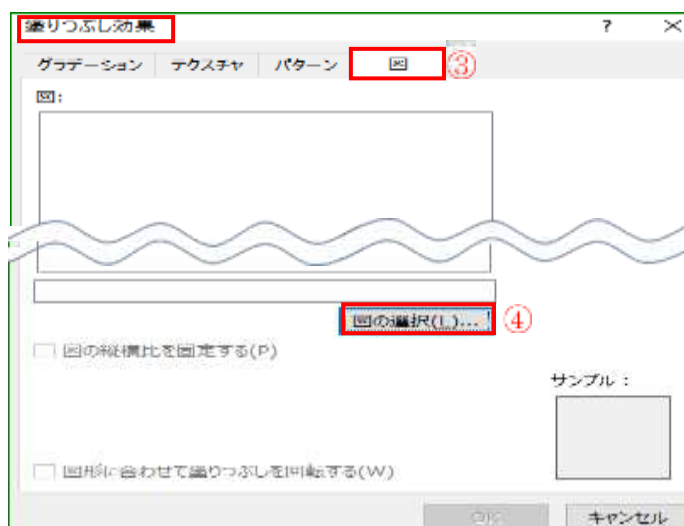 塗りつぶし効果 ? ×
グラデーション テクスチャ パターン 図 ③
図:
図の選択(L)... ④
図の縦横比を固定する(P)
サンプル :
図形に合わせて塗りつぶしを回転する(W)
OK キャンセル